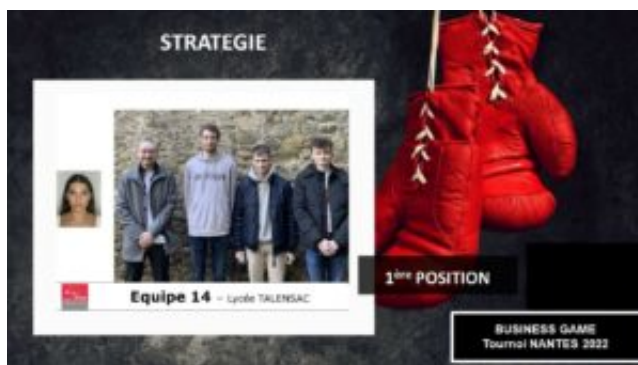 STRATEGIE
Equipe 14 – Lycée TALENSAC
1ère POSITION
BUSINESS GAME
Tournoi NANTES 2022